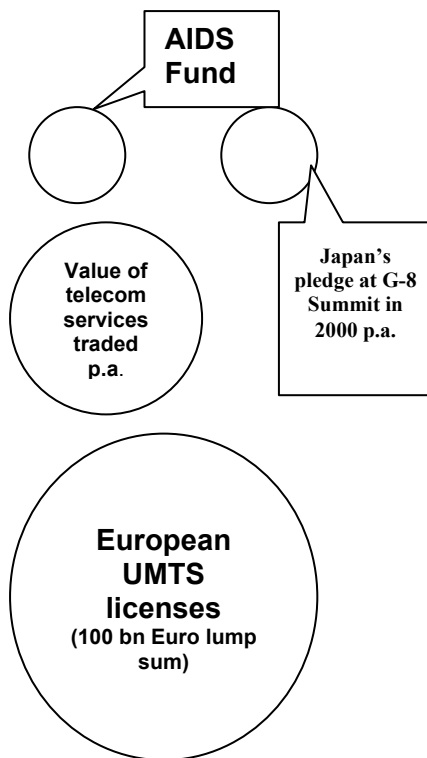 AIDS
Fund
Value of
telecom
services
traded
p.a.
Japan’s
pledge at G-8
Summit in
2000 p.a.
European
UMTS
licenses
(100 bn Euro lump
sum)